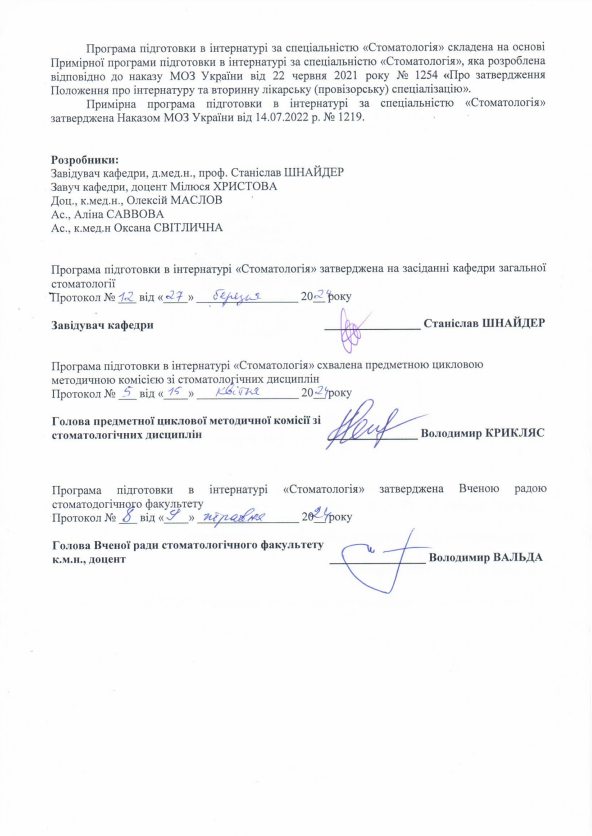 Програма підготовки в інтернатурі за спеціальністю «Стоматологія» складена на основі
Примірної програми підготовки в інтернатурі за спеціальністю «Стоматологія», яка розроблена
відповідно до наказу МОЗ України від 22 червня 2021 року № 1254 «Про затвердження
Положення про інтернатуру та вторинну лікарську (провізорську) спеціалізацію».
Примірна програма підготовки в інтернатурі за спеціальністю «Стоматологія»
затверджена Наказом МОЗ України від 14.07.2022 р. № 1219.
Розробники:
Завідувач кафедри, д.мед.н., проф. Станіслав ШНАЙДЕР
Завуч кафедри, доцент Мілюся ХРИСТОВА
Доц., к.мед.н., Олексій МАСЛОВ
Ас., Аліна САВВОВА
Ас., к.мед.н Оксана СВІТЛИЧНА
Програма підготовки в інтернатурі «Стоматологія» затверджена на засіданні кафедри загальної
стоматології
Протокол № 12 від «27» березня 2024 року
Завідувач кафедри Станіслав ШНАЙДЕР
Програма підготовки в інтернатурі «Стоматологія» схвалена предметною цикловою
методичною комісією зі стоматологічних дисциплін
Протокол № 5 від «15» квітня 2024 року
Голова предметної циклової методичної комісії зі
стоматологічних дисциплін Володимир КРИКЛЯС
Програма підготовки в інтернатурі «Стоматологія» затверджена Вченою радою
стоматодогічного факультету
Протокол № 8 від «9» травня 2024 року
Голова Вченої ради стоматологічного факультету
к.м.н., доцент Володимир ВАЛЬДА